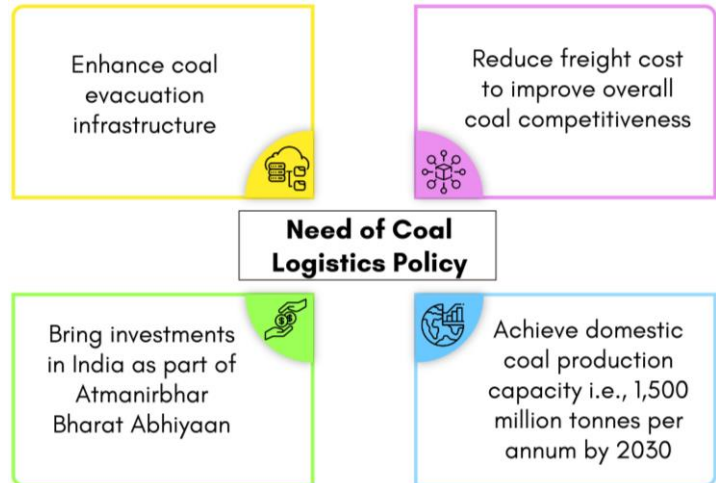 Enhance coal
evacuation
infrastructure
Reduce freight cost
to improve overall
coal competitiveness
Need of Coal
Logistics Policy
Bring investments
in India as part of
Atmanirbhar
Bharat Abhiyaan
Achieve domestic
coal production
capacity i.e., 1,500
million tonnes per
annum by 2030